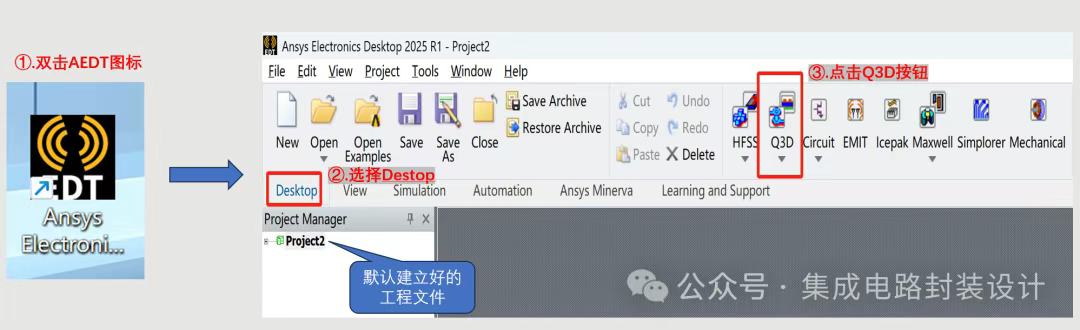 ①.双击AEDT图标
EDT
Ansys
Electroni...
EDT
Ansys Electronics Desktop 2025 R1 - Project2
File Edit View Project Tools Window Help
③.点击Q3D按钮
New Open Open Examples Save Save As Close
Save Archive
Restore Archive
Cut Undo
Copy Redo
Paste Delete
HFSS Q3D Circuit EMIT Icepak Maxwell Simplorer Mechanical
②.选择Destop
Desktop View Simulation Automation Ansys Minerva Learning and Support
Project Manager
Project2
默认建立好的
工程文件
公众号 · 集成电路封装设计